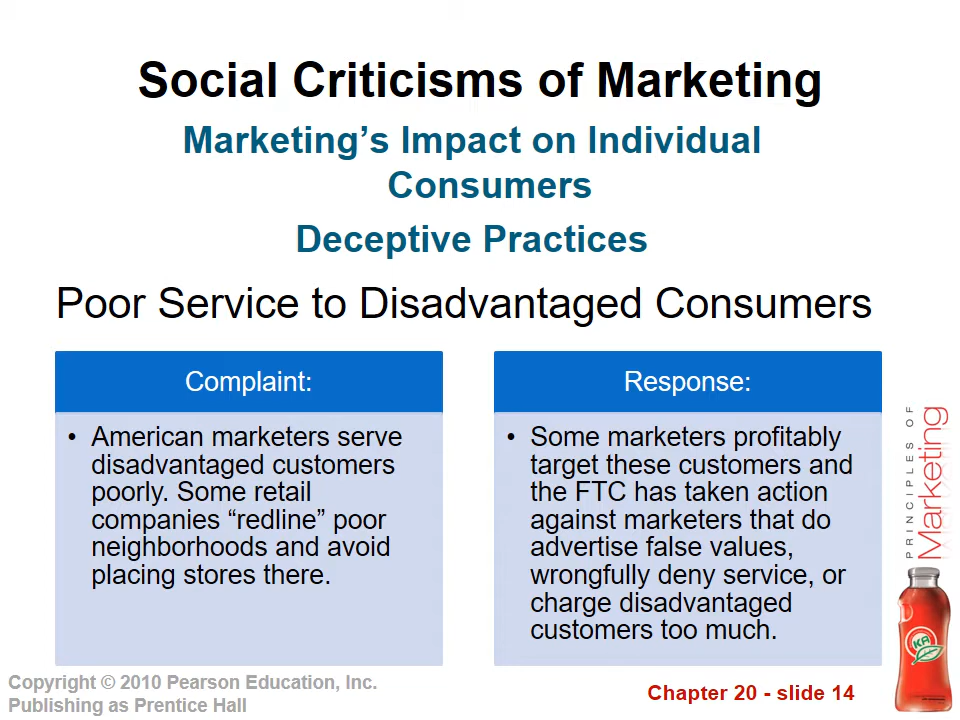 Social Criticisms of Marketing
Marketing’s Impact on Individual
Consumers
Deceptive Practices
Poor Service to Disadvantaged Consumers
Complaint:
• American marketers serve
disadvantaged customers
poorly. Some retail
companies “redline” poor
neighborhoods and avoid
placing stores there.
Response:
• Some marketers profitably
target these customers and
the FTC has taken action
against marketers that do
advertise false values,
wrongfully deny service, or
charge disadvantaged
customers too much.
PRINCIPLES OF
Marketing
KA
Copyright © 2010 Pearson Education, Inc.
Publishing as Prentice Hall
Chapter 20 - slide 14